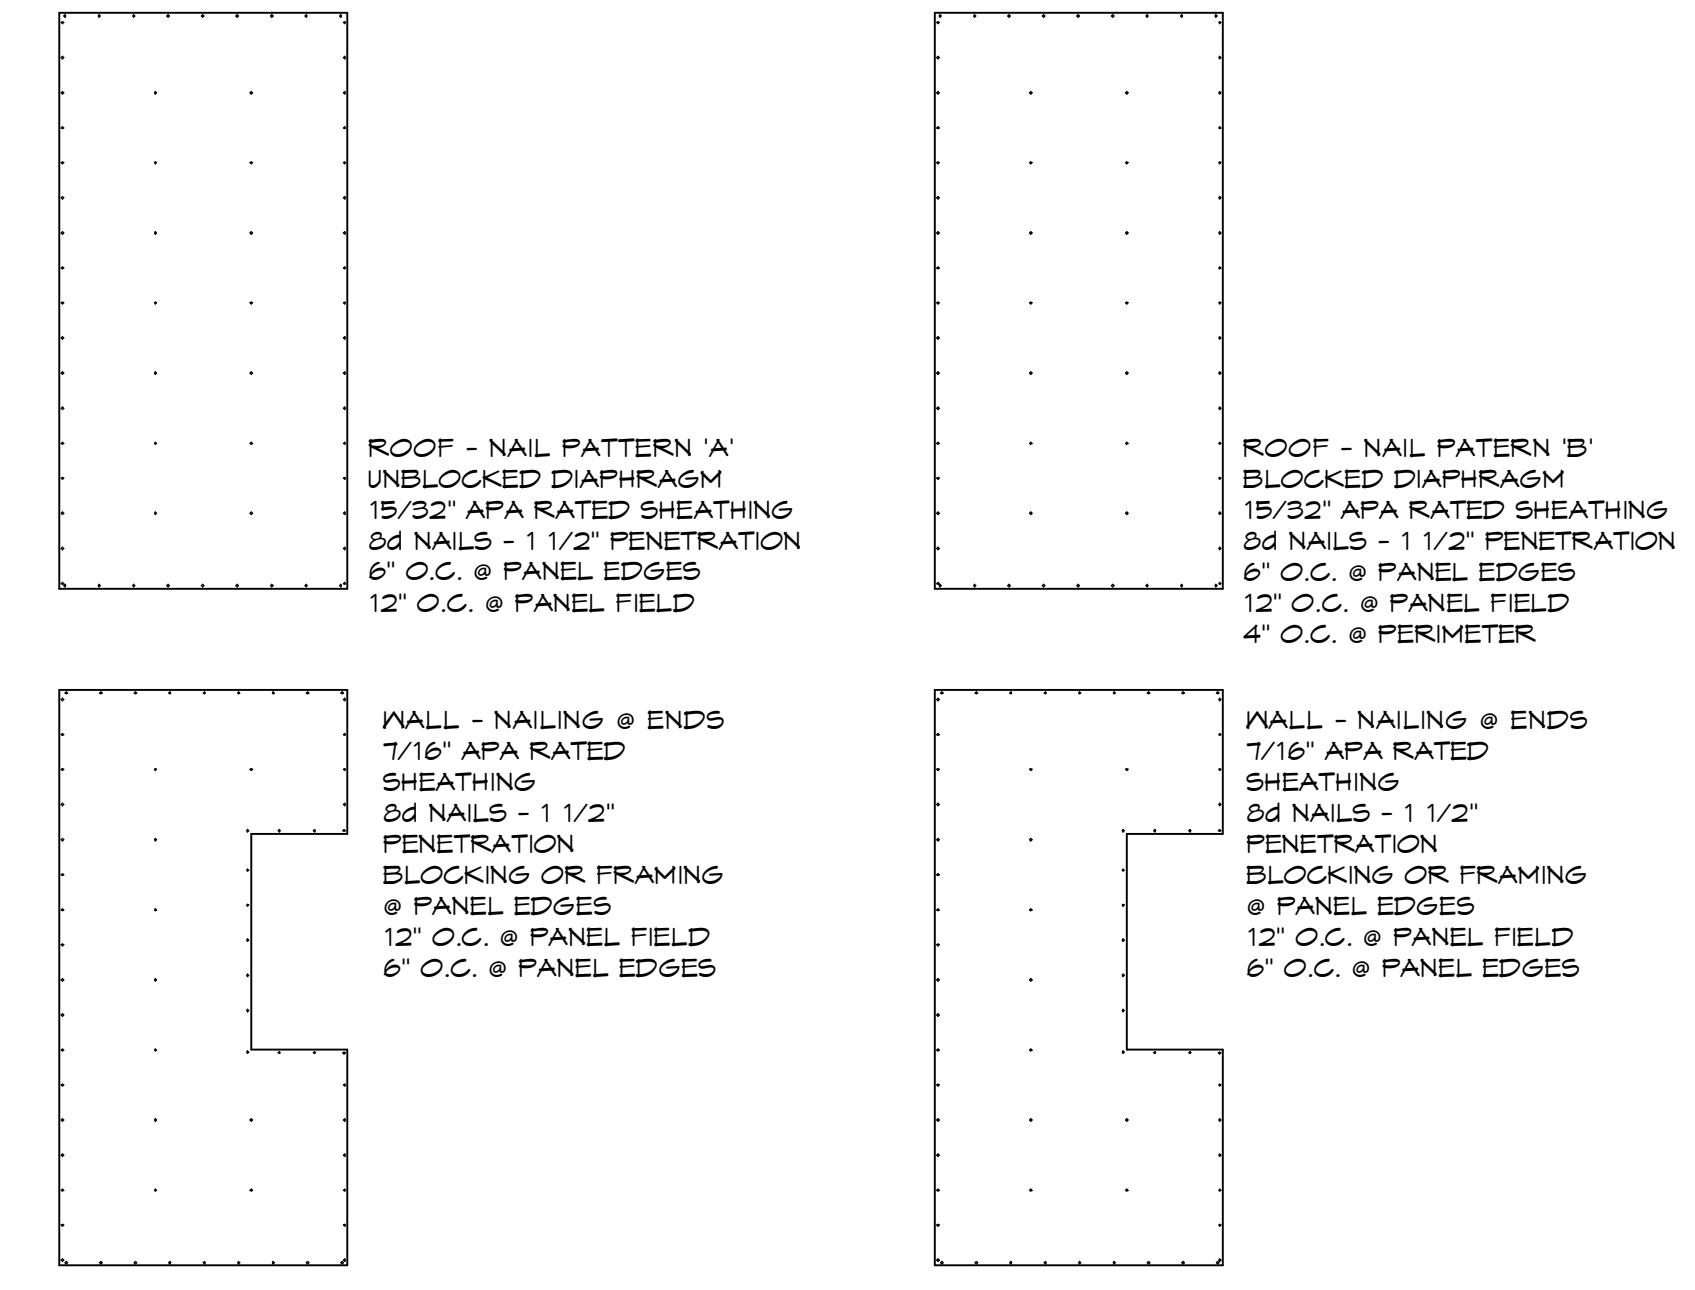 ROOF - NAIL PATTERN 'A'
UNBLOCKED DIAPHRAGM
15/32" APA RATED SHEATHING
8d NAILS - 1 1/2" PENETRATION
6" O.C. @ PANEL EDGES
12" O.C. @ PANEL FIELD
ROOF - NAIL PATERN 'B'
BLOCKED DIAPHRAGM
15/32" APA RATED SHEATHING
8d NAILS - 1 1/2" PENETRATION
6" O.C. @ PANEL EDGES
12" O.C. @ PANEL FIELD
4" O.C. @ PERIMETER
WALL - NAILING @ ENDS
7/16" APA RATED
SHEATHING
8d NAILS - 1 1/2"
PENETRATION
BLOCKING OR FRAMING
@ PANEL EDGES
12" O.C. @ PANEL FIELD
6" O.C. @ PANEL EDGES
WALL - NAILING @ ENDS
7/16" APA RATED
SHEATHING
8d NAILS - 1 1/2"
PENETRATION
BLOCKING OR FRAMING
@ PANEL EDGES
12" O.C. @ PANEL FIELD
6" O.C. @ PANEL EDGES